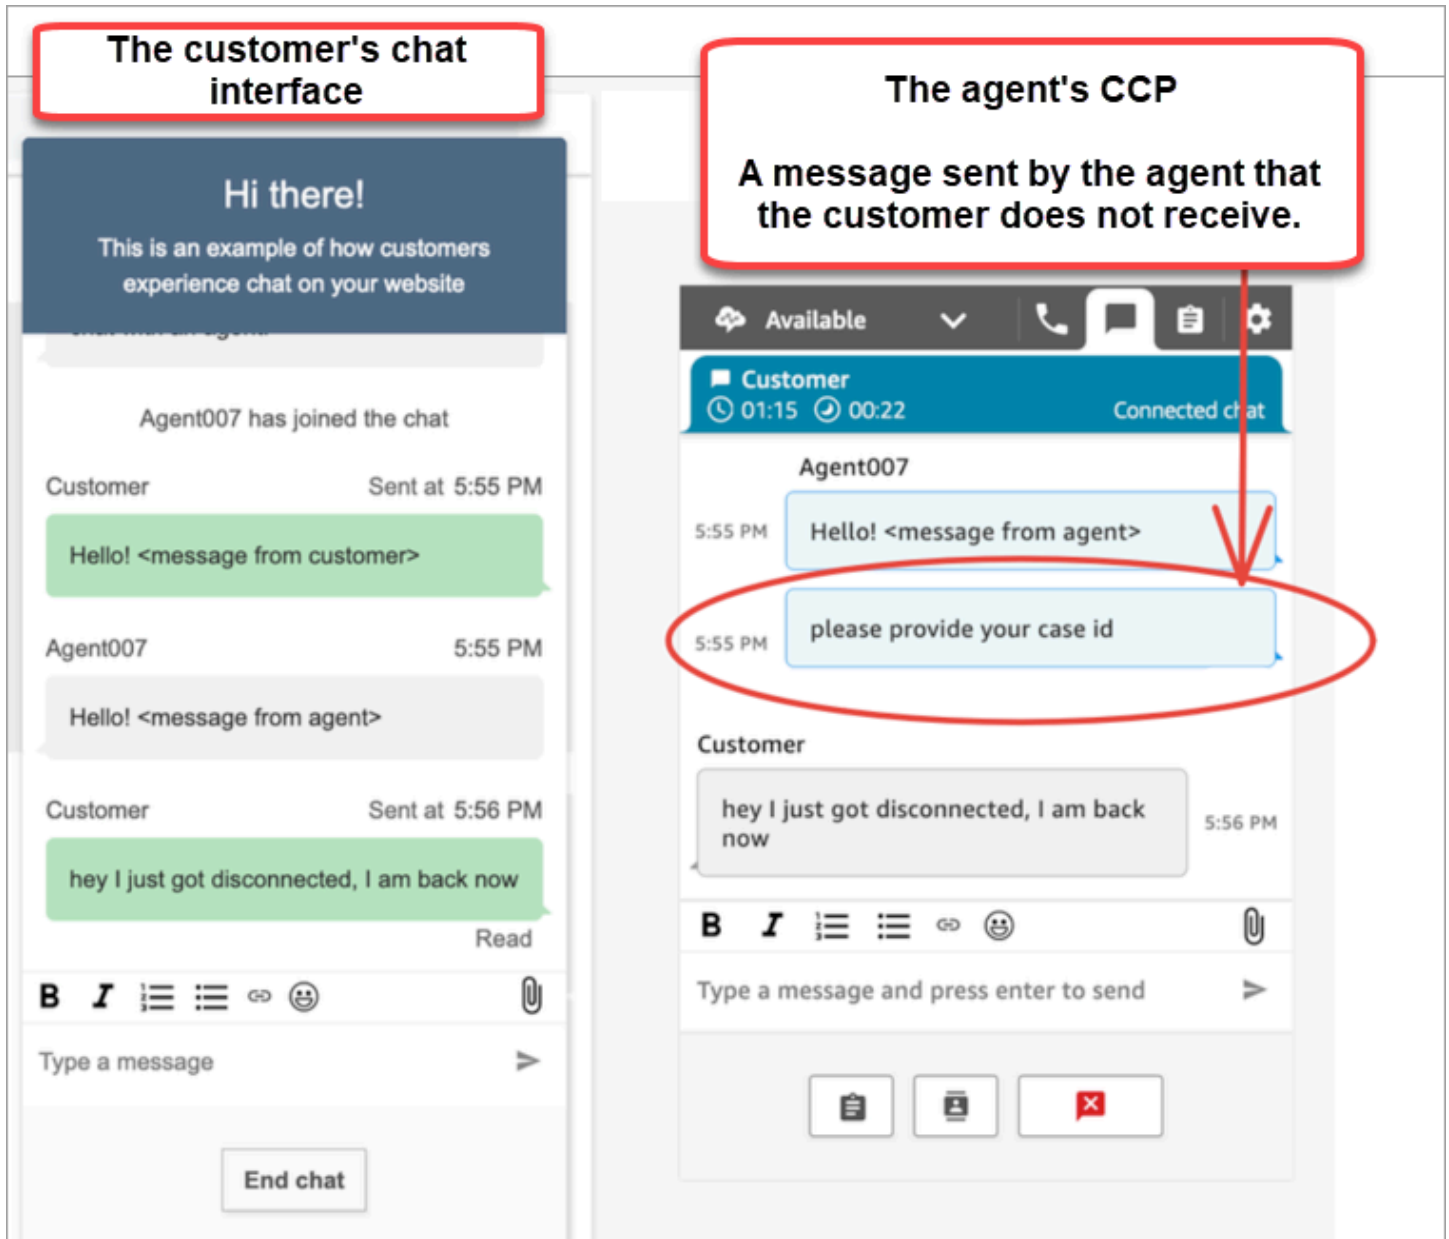 The customer's chat
interface
Hi there!
This is an example of how customers
experience chat on your website
Agent007 has joined the chat
Customer Sent at 5:55 PM
Hello! <message from customer>
Agent007 5:55 PM
Hello! <message from agent>
Customer Sent at 5:56 PM
hey I just got disconnected, I am back now
Read
B I
Type a message
End chat
The agent's CCP
A message sent by the agent that
the customer does not receive.
Available
Customer
01:15 00:22 Connected chat
Agent007
5:55 PM Hello! <message from agent>
5:55 PM please provide your case id
Customer
hey I just got disconnected, I am back
now
5:56 PM
B I
Type a message and press enter to send